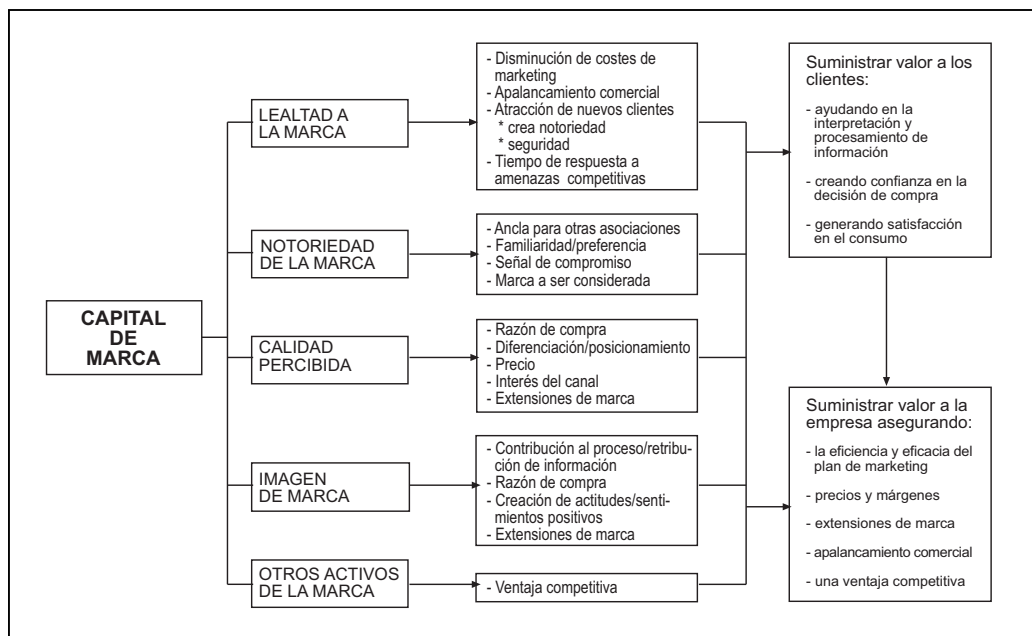 CAPITAL
DE
MARCA
LEALTAD A
LA MARCA
- Disminución de costes de
marketing
- Apalancamiento comercial
- Atracción de nuevos clientes
* crea notoriedad
* seguridad
- Tiempo de respuesta a
amenazas competitivas
NOTORIEDAD
DE LA MARCA
- Ancla para otras asociaciones
- Familiaridad/preferencia
- Señal de compromiso
- Marca a ser considerada
CALIDAD
PERCIBIDA
- Razón de compra
- Diferenciación/posicionamiento
- Precio
- Interés del canal
- Extensiones de marca
IMAGEN
DE MARCA
- Contribución al proceso/retribu-
ción de información
- Razón de compra
- Creación de actitudes/senti-
mientos positivos
- Extensiones de marca
OTROS ACTIVOS
DE LA MARCA
- Ventaja competitiva
Suministrar valor a los
clientes:
- ayudando en la
interpretación y
procesamiento de
información
- creando confianza en la
decisión de compra
- generando satisfacción
en el consumo
Suministrar valor a la
empresa asegurando:
- la eficiencia y eficacia del
plan de marketing
- precios y márgenes
- extensiones de marca
- apalancamiento comercial
- una ventaja competitiva